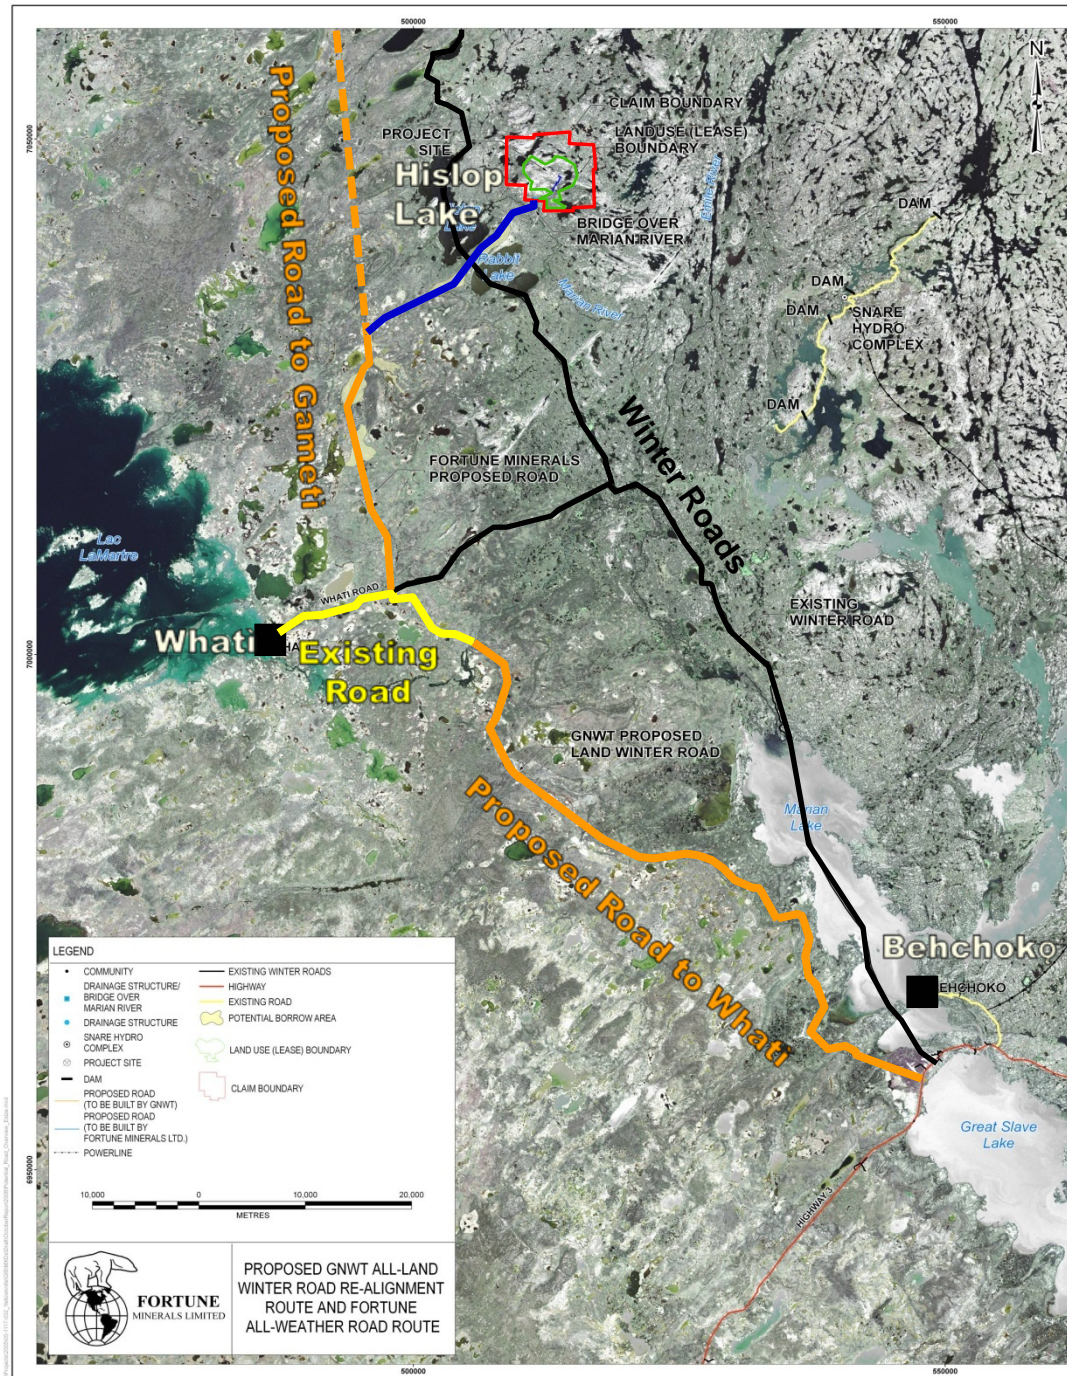 500000
550000
N
7050000
CLAIM BOUNDARY
LANDUSE (LEASE)
BOUNDARY
PROJECT
SITE
Hislop
Lake
BRIDGE OVER
MARIAN RIVER
DAM
Proposed Road to Gameti
Rabbit
Lake
Marian River
DAM
DAM
SNARE
HYDRO
COMPLEX
DAM
Winter Roads
FORTUNE MINERALS
PROPOSED ROAD
Lac
LaMartre
WHATI ROAD
EXISTING
WINTER ROAD
Whati
7000000
Existing
Road
GNWT PROPOSED
LAND WINTER ROAD
Proposed Road to Whati
Marian
Lake
Behchoko
EHCHOKO
Great Slave
Lake
HIGHWAY 3
6950000
LEGEND
COMMUNITY
DRAINAGE STRUCTURE/
BRIDGE OVER
MARIAN RIVER
DRAINAGE STRUCTURE
SNARE HYDRO
COMPLEX
PROJECT SITE
DAM
PROPOSED ROAD
(TO BE BUILT BY GNWT)
PROPOSED ROAD
(TO BE BUILT BY
FORTUNE MINERALS LTD.)
POWERLINE
EXISTING WINTER ROADS
HIGHWAY
EXISTING ROAD
POTENTIAL BORROW AREA
LAND USE (LEASE) BOUNDARY
CLAIM BOUNDARY
10,000 0 10,000 20,000
METRES
FORTUNE
MINERALS LIMITED
PROPOSED GNWT ALL-LAND
WINTER ROAD RE-ALIGNMENT
ROUTE AND FORTUNE
ALL-WEATHER ROAD ROUTE
500000
550000